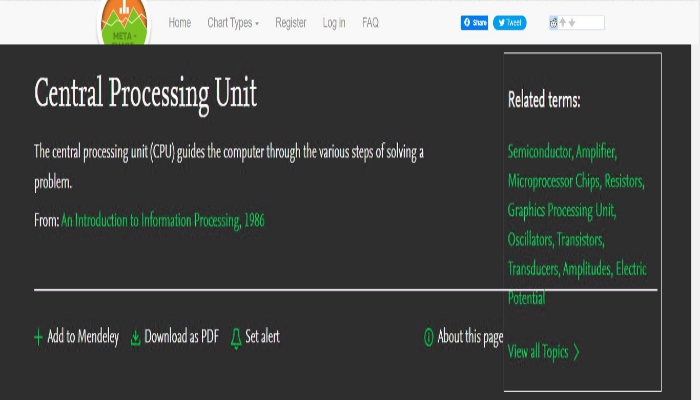 Home Chart Types Register Log in FAQ
Share Tweet
META -
Central Processing Unit
The central processing unit (CPU) guides the computer through the various steps of solving a
problem.
From: An Introduction to Information Processing, 1986
Add to Mendeley Download as PDF Set alert About this page
Related terms:
Semiconductor, Amplifier,
Microprocessor Chips, Resistors,
Graphics Processing Unit,
Oscillators, Transistors,
Transducers, Amplitudes, Electric
Potential
View all Topics